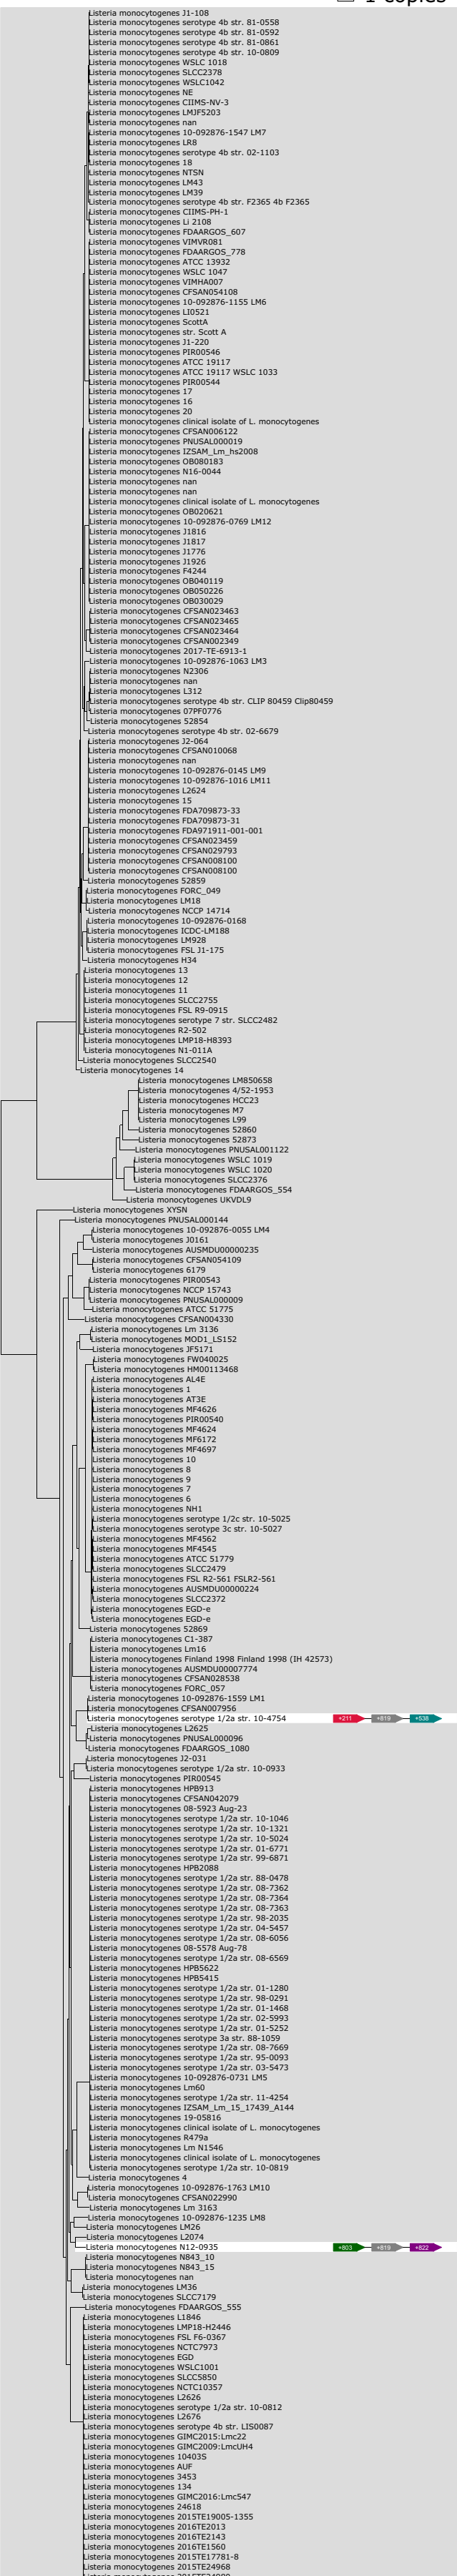 1 copies
Listeria monocytogenes J1-108
Listeria monocytogenes serotype 4b str. 81-0558
Listeria monocytogenes serotype 4b str. 81-0592
Listeria monocytogenes serotype 4b str. 81-0861
Listeria monocytogenes serotype 4b str. 10-0809
Listeria monocytogenes WSLC 1018
Listeria monocytogenes SLCC2378
Listeria monocytogenes WSLC1042
Listeria monocytogenes NE
Listeria monocytogenes CIIMS-NV-3
Listeria monocytogenes LMJF5203
Listeria monocytogenes nan
Listeria monocytogenes 10-092876-1547 LM7
Listeria monocytogenes LR8
Listeria monocytogenes serotype 4b str. 02-1103
Listeria monocytogenes 18
Listeria monocytogenes NTSN
Listeria monocytogenes LM43
Listeria monocytogenes LM39
Listeria monocytogenes serotype 4b str. F2365 4b F2365
Listeria monocytogenes CIIMS-PH-1
Listeria monocytogenes Li 2108
Listeria monocytogenes FDAARGOS_607
Listeria monocytogenes VIMVR081
Listeria monocytogenes FDAARGOS_778
Listeria monocytogenes ATCC 13932
Listeria monocytogenes WSLC 1047
Listeria monocytogenes VIMHA007
Listeria monocytogenes CFSAN054108
Listeria monocytogenes 10-092876-1155 LM6
Listeria monocytogenes LI0521
Listeria monocytogenes ScottA
Listeria monocytogenes str. Scott A
Listeria monocytogenes J1-220
Listeria monocytogenes PIR00546
Listeria monocytogenes ATCC 19117
Listeria monocytogenes ATCC 19117 WSLC 1033
Listeria monocytogenes PIR00544
Listeria monocytogenes 17
Listeria monocytogenes 16
Listeria monocytogenes 20
Listeria monocytogenes clinical isolate of L. monocytogenes
Listeria monocytogenes CFSAN006122
Listeria monocytogenes PNUSAL000019
Listeria monocytogenes IZSAM_Lm_hs2008
Listeria monocytogenes OB080183
Listeria monocytogenes N16-0044
Listeria monocytogenes nan
Listeria monocytogenes nan
Listeria monocytogenes clinical isolate of L. monocytogenes
Listeria monocytogenes OB020621
Listeria monocytogenes 10-092876-0769 LM12
Listeria monocytogenes J1816
Listeria monocytogenes J1817
Listeria monocytogenes J1776
Listeria monocytogenes J1926
Listeria monocytogenes F4244
Listeria monocytogenes OB040119
Listeria monocytogenes OB050226
Listeria monocytogenes OB030029
Listeria monocytogenes CFSAN023463
Listeria monocytogenes CFSAN023465
Listeria monocytogenes CFSAN023464
Listeria monocytogenes CFSAN002349
Listeria monocytogenes 2017-TE-6913-1
Listeria monocytogenes 10-092876-1063 LM3
Listeria monocytogenes N2306
Listeria monocytogenes nan
Listeria monocytogenes L312
Listeria monocytogenes serotype 4b str. CLIP 80459 Clip80459
Listeria monocytogenes 07PF0776
Listeria monocytogenes 52854
Listeria monocytogenes serotype 4b str. 02-6679
Listeria monocytogenes J2-064
Listeria monocytogenes CFSAN010068
Listeria monocytogenes nan
Listeria monocytogenes 10-092876-0145 LM9
Listeria monocytogenes 10-092876-1016 LM11
Listeria monocytogenes L2624
Listeria monocytogenes 15
Listeria monocytogenes FDA709873-33
Listeria monocytogenes FDA709873-31
Listeria monocytogenes FDA971911-001-001
Listeria monocytogenes CFSAN023459
Listeria monocytogenes CFSAN029793
Listeria monocytogenes CFSAN008100
Listeria monocytogenes CFSAN008100
Listeria monocytogenes 52859
Listeria monocytogenes FORC_049
Listeria monocytogenes LM18
Listeria monocytogenes NCCP 14714
Listeria monocytogenes 10-092876-0168
Listeria monocytogenes ICDC-LM188
Listeria monocytogenes LM928
Listeria monocytogenes FSL J1-175
Listeria monocytogenes H34
Listeria monocytogenes 13
Listeria monocytogenes 12
Listeria monocytogenes 11
Listeria monocytogenes SLCC2755
Listeria monocytogenes FSL R9-0915
Listeria monocytogenes serotype 7 str. SLCC2482
Listeria monocytogenes R2-502
Listeria monocytogenes LMP18-H8393
Listeria monocytogenes N1-011A
Listeria monocytogenes SLCC2540
Listeria monocytogenes 14
Listeria monocytogenes LM850658
Listeria monocytogenes 4/52-1953
Listeria monocytogenes HCC23
Listeria monocytogenes M7
Listeria monocytogenes L99
Listeria monocytogenes 52860
Listeria monocytogenes 52873
Listeria monocytogenes PNUSAL001122
Listeria monocytogenes WSLC 1019
Listeria monocytogenes WSLC 1020
Listeria monocytogenes SLCC2376
Listeria monocytogenes FDAARGOS_554
Listeria monocytogenes UKVDL9
Listeria monocytogenes XYSN
Listeria monocytogenes PNUSAL000144
Listeria monocytogenes 10-092876-0055 LM4
Listeria monocytogenes J0161
Listeria monocytogenes AUSMDU00000235
Listeria monocytogenes CFSAN054109
Listeria monocytogenes 6179
Listeria monocytogenes PIR00543
Listeria monocytogenes NCCP 15743
Listeria monocytogenes PNUSAL000009
Listeria monocytogenes ATCC 51775
Listeria monocytogenes CFSAN004330
Listeria monocytogenes Lm 3136
Listeria monocytogenes MOD1_LS152
Listeria monocytogenes JF5171
Listeria monocytogenes FW040025
Listeria monocytogenes HM00113468
Listeria monocytogenes AL4E
Listeria monocytogenes 1
Listeria monocytogenes AT3E
Listeria monocytogenes MF4626
Listeria monocytogenes PIR00540
Listeria monocytogenes MF4624
Listeria monocytogenes MF6172
Listeria monocytogenes MF4697
Listeria monocytogenes 10
Listeria monocytogenes 8
Listeria monocytogenes 9
Listeria monocytogenes 7
Listeria monocytogenes 6
Listeria monocytogenes NH1
Listeria monocytogenes serotype 1/2c str. 10-5025
Listeria monocytogenes serotype 3c str. 10-5027
Listeria monocytogenes MF4562
Listeria monocytogenes MF4545
Listeria monocytogenes ATCC 51779
Listeria monocytogenes SLCC2479
Listeria monocytogenes FSL R2-561 FSLR2-561
Listeria monocytogenes AUSMDU00000224
Listeria monocytogenes SLCC2372
Listeria monocytogenes EGD-e
Listeria monocytogenes EGD-e
Listeria monocytogenes 52869
Listeria monocytogenes C1-387
Listeria monocytogenes Lm16
Listeria monocytogenes Finland 1998 Finland 1998 (IH 42573)
Listeria monocytogenes AUSMDU00007774
Listeria monocytogenes CFSAN028538
Listeria monocytogenes FORC_057
Listeria monocytogenes 10-092876-1559 LM1
Listeria monocytogenes CFSAN007956
Listeria monocytogenes serotype 1/2a str. 10-4754 +211 +819 +538
Listeria monocytogenes L2625
Listeria monocytogenes PNUSAL000096
Listeria monocytogenes FDAARGOS_1080
Listeria monocytogenes J2-031
Listeria monocytogenes serotype 1/2a str. 10-0933
Listeria monocytogenes PIR00545
Listeria monocytogenes HPB913
Listeria monocytogenes CFSAN042079
Listeria monocytogenes 08-5923 Aug-23
Listeria monocytogenes serotype 1/2a str. 10-1046
Listeria monocytogenes serotype 1/2a str. 10-1321
Listeria monocytogenes serotype 1/2a str. 10-5024
Listeria monocytogenes serotype 1/2a str. 01-6771
Listeria monocytogenes serotype 1/2a str. 99-6871
Listeria monocytogenes HPB2088
Listeria monocytogenes serotype 1/2a str. 88-0478
Listeria monocytogenes serotype 1/2a str. 08-7362
Listeria monocytogenes serotype 1/2a str. 08-7364
Listeria monocytogenes serotype 1/2a str. 08-7363
Listeria monocytogenes serotype 1/2a str. 98-2035
Listeria monocytogenes serotype 1/2a str. 04-5457
Listeria monocytogenes serotype 1/2a str. 08-6056
Listeria monocytogenes 08-5578 Aug-78
Listeria monocytogenes serotype 1/2a str. 08-6569
Listeria monocytogenes HPB5622
Listeria monocytogenes HPB5415
Listeria monocytogenes serotype 1/2a str. 01-1280
Listeria monocytogenes serotype 1/2a str. 98-0291
Listeria monocytogenes serotype 1/2a str. 01-1468
Listeria monocytogenes serotype 1/2a str. 02-5993
Listeria monocytogenes serotype 1/2a str. 01-5252
Listeria monocytogenes serotype 3a str. 88-1059
Listeria monocytogenes serotype 1/2a str. 08-7669
Listeria monocytogenes serotype 1/2a str. 95-0093
Listeria monocytogenes serotype 1/2a str. 03-5473
Listeria monocytogenes 10-092876-0731 LM5
Listeria monocytogenes Lm60
Listeria monocytogenes serotype 1/2a str. 11-4254
Listeria monocytogenes IZSAM_Lm_15_17439_A144
Listeria monocytogenes 19-05816
Listeria monocytogenes clinical isolate of L. monocytogenes
Listeria monocytogenes R479a
Listeria monocytogenes Lm N1546
Listeria monocytogenes clinical isolate of L. monocytogenes
Listeria monocytogenes serotype 1/2a str. 10-0819
Listeria monocytogenes 4
Listeria monocytogenes 10-092876-1763 LM10
Listeria monocytogenes CFSAN022990
Listeria monocytogenes Lm 3163
Listeria monocytogenes 10-092876-1235 LM8
Listeria monocytogenes LM26
Listeria monocytogenes L2074
Listeria monocytogenes N12-0935 +803 +819 +822
Listeria monocytogenes N843_10
Listeria monocytogenes N843_15
Listeria monocytogenes nan
Listeria monocytogenes LM36
Listeria monocytogenes SLCC7179
Listeria monocytogenes FDAARGOS_555
Listeria monocytogenes L1846
Listeria monocytogenes LMP18-H2446
Listeria monocytogenes FSL F6-0367
Listeria monocytogenes NCTC7973
Listeria monocytogenes EGD
Listeria monocytogenes WSLC1001
Listeria monocytogenes SLCC5850
Listeria monocytogenes NCTC10357
Listeria monocytogenes L2626
Listeria monocytogenes serotype 1/2a str. 10-0812
Listeria monocytogenes L2676
Listeria monocytogenes serotype 4b str. LIS0087
Listeria monocytogenes GIMC2015:Lmc22
Listeria monocytogenes GIMC2009:LmcUH4
Listeria monocytogenes 10403S
Listeria monocytogenes AUF
Listeria monocytogenes 3453
Listeria monocytogenes 134
Listeria monocytogenes GIMC2016:Lmc547
Listeria monocytogenes 24618
Listeria monocytogenes 2015TE19005-1355
Listeria monocytogenes 2016TE2013
Listeria monocytogenes 2016TE2143
Listeria monocytogenes 2016TE1560
Listeria monocytogenes 2015TE17781-8
Listeria monocytogenes 2015TE24968